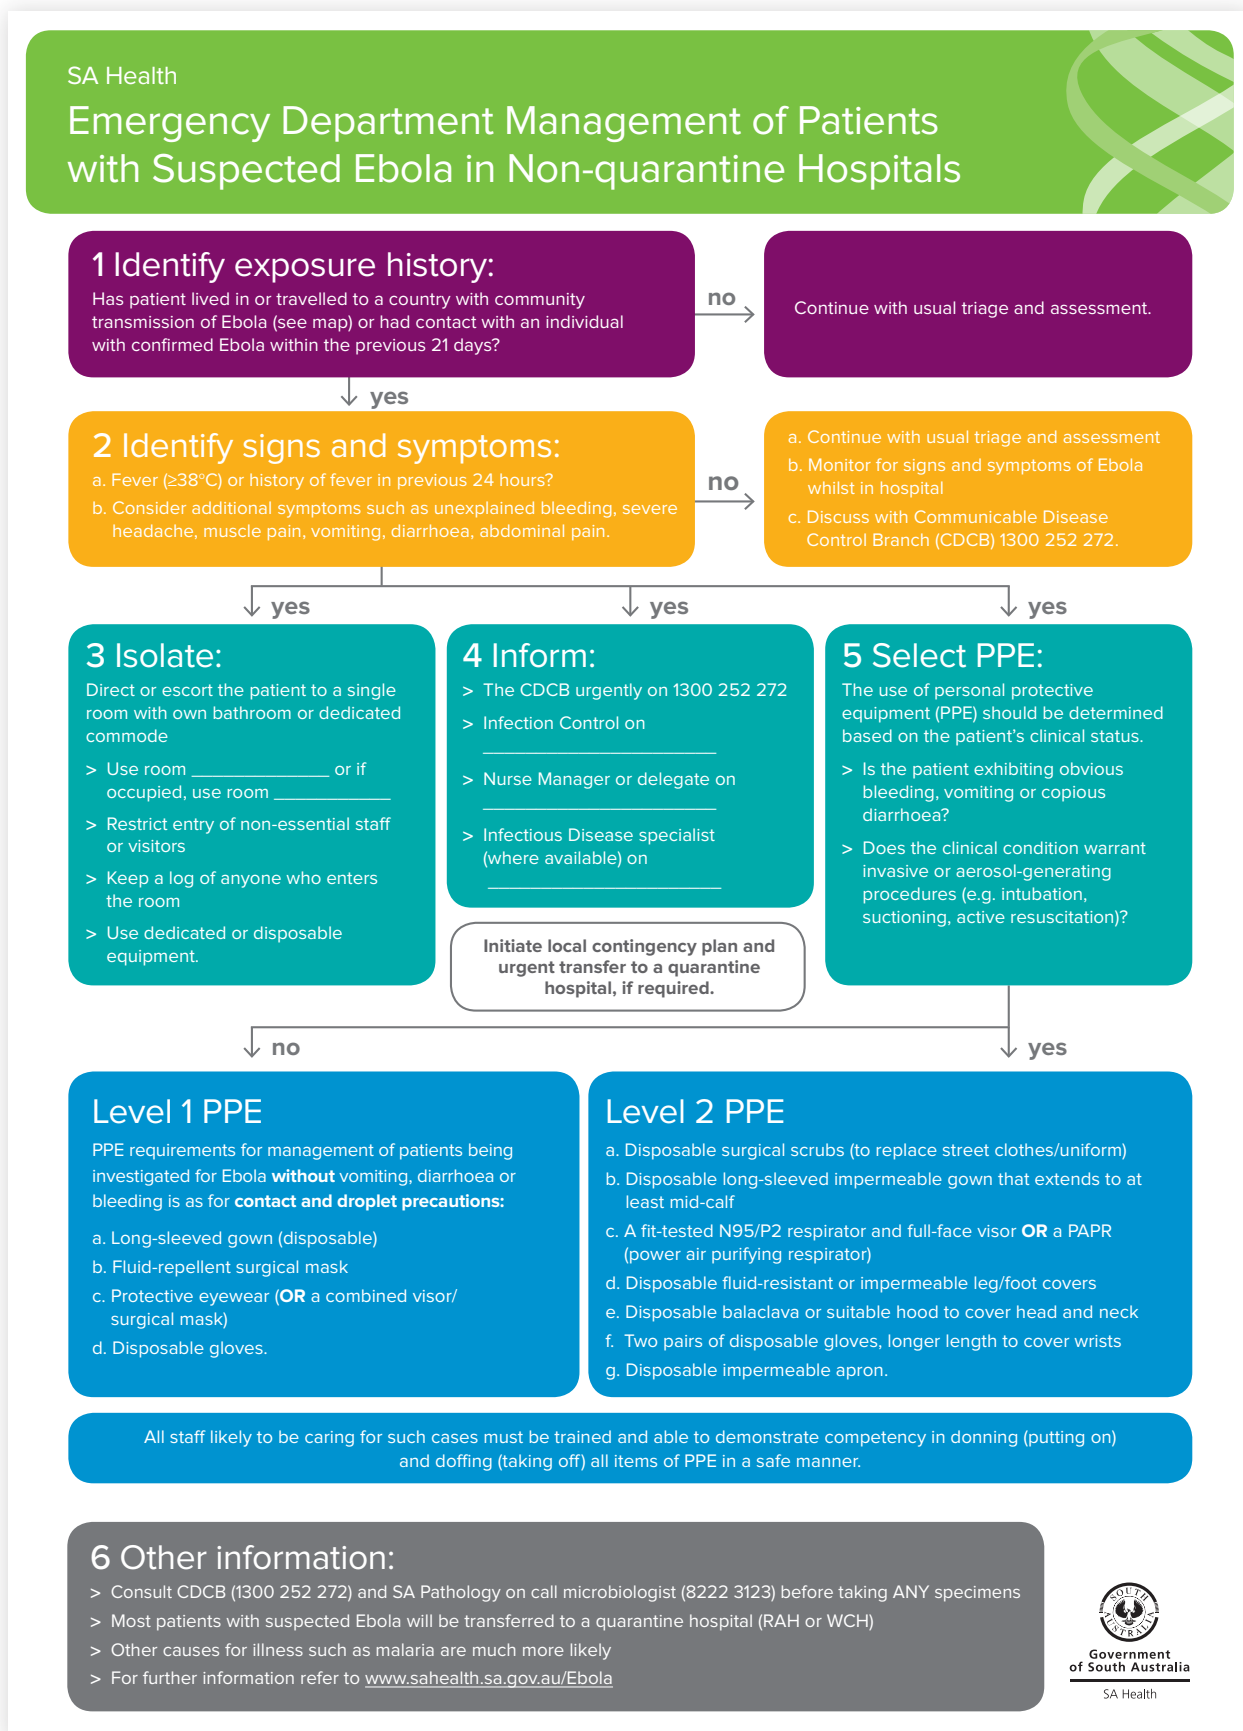 SA Health
Emergency Department Management of Patients
with Suspected Ebola in Non-quarantine Hospitals
1 Identify exposure history:
Has patient lived in or travelled to a country with community
transmission of Ebola (see map) or had contact with an individual
with confirmed Ebola within the previous 21 days?
no
Continue with usual triage and assessment.
yes
2 Identify signs and symptoms:
a. Fever (≥38°C) or history of fever in previous 24 hours?
b. Consider additional symptoms such as unexplained bleeding, severe
headache, muscle pain, vomiting, diarrhoea, abdominal pain.
no
a. Continue with usual triage and assessment
b. Monitor for signs and symptoms of Ebola
whilst in hospital
c. Discuss with Communicable Disease
Control Branch (CDCB) 1300 252 272.
yes
yes
yes
3 Isolate:
Direct or escort the patient to a single
room with own bathroom or dedicated
commode
> Use room ______________ or if
occupied, use room ____________
> Restrict entry of non-essential staff
or visitors
> Keep a log of anyone who enters
the room
> Use dedicated or disposable
equipment.
4 Inform:
> The CDCB urgently on 1300 252 272
> Infection Control on
________________________
> Nurse Manager or delegate on
________________________
> Infectious Disease specialist
(where available) on
________________________
Initiate local contingency plan and
urgent transfer to a quarantine
hospital, if required.
5 Select PPE:
The use of personal protective
equipment (PPE) should be determined
based on the patient's clinical status.
> Is the patient exhibiting obvious
bleeding, vomiting or copious
diarrhoea?
> Does the clinical condition warrant
invasive or aerosol-generating
procedures (e.g. intubation,
suctioning, active resuscitation)?
no
yes
Level 1 PPE
PPE requirements for management of patients being
investigated for Ebola without vomiting, diarrhoea or
bleeding is as for contact and droplet precautions:
a. Long-sleeved gown (disposable)
b. Fluid-repellent surgical mask
c. Protective eyewear (OR a combined visor/
surgical mask)
d. Disposable gloves.
Level 2 PPE
a. Disposable surgical scrubs (to replace street clothes/uniform)
b. Disposable long-sleeved impermeable gown that extends to at
least mid-calf
c. A fit-tested N95/P2 respirator and full-face visor OR a PAPR
(power air purifying respirator)
d. Disposable fluid-resistant or impermeable leg/foot covers
e. Disposable balaclava or suitable hood to cover head and neck
f. Two pairs of disposable gloves, longer length to cover wrists
g. Disposable impermeable apron.
All staff likely to be caring for such cases must be trained and able to demonstrate competency in donning (putting on)
and doffing (taking off) all items of PPE in a safe manner.
6 Other information:
> Consult CDCB (1300 252 272) and SA Pathology on call microbiologist (8222 3123) before taking ANY specimens
> Most patients with suspected Ebola will be transferred to a quarantine hospital (RAH or WCH)
> Other causes for illness such as malaria are much more likely
> For further information refer to www.sahealth.sa.gov.au/Ebola
SOUTH
AUSTRALIA
Government
of South Australia
SA Health